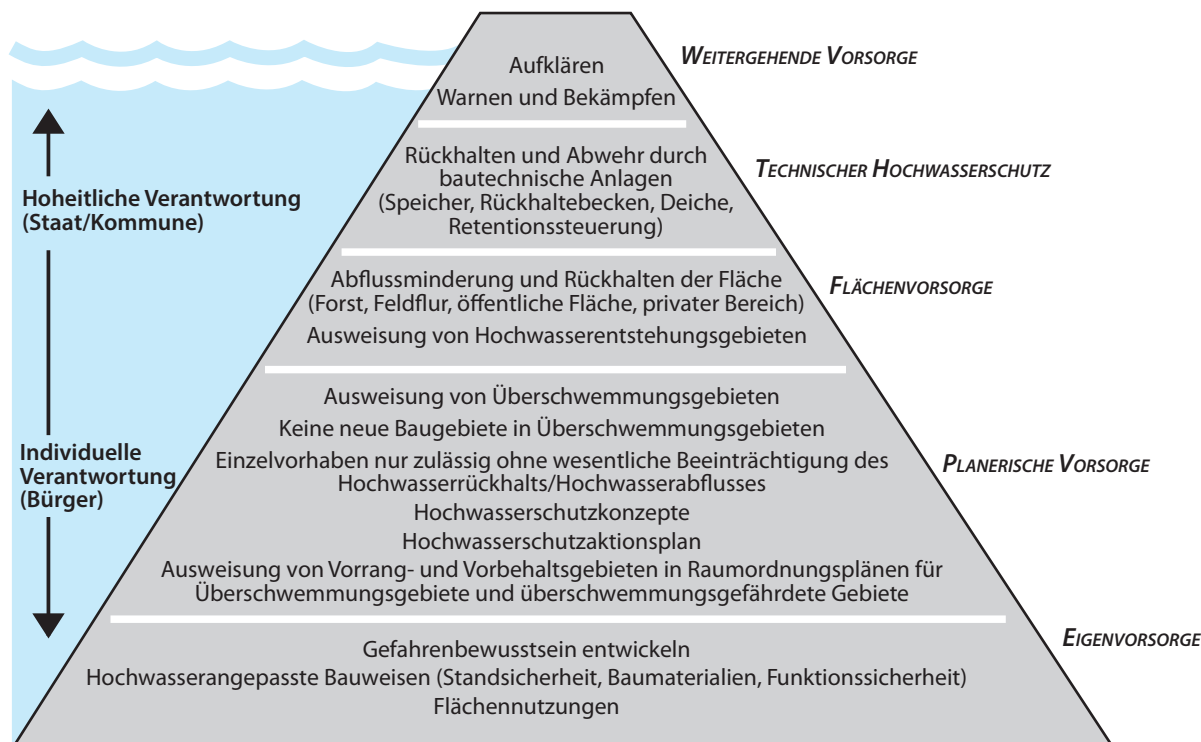 Aufklären
Warnen und Bekämpfen
WEITERGEHENDE VORSORGE
Rückhalten und Abwehr durch
bautechnische Anlagen
(Speicher, Rückhaltebecken, Deiche,
Retentionssteuerung)
TECHNISCHER HOCHWASSERSCHUTZ
Hoheitliche Verantwortung
(Staat/Kommune)
Abflussminderung und Rückhalten der Fläche
(Forst, Feldflur, öffentliche Fläche, privater Bereich)
Ausweisung von Hochwasserentstehungsgebieten
FLÄCHENVORSORGE
Ausweisung von Überschwemmungsgebieten
Keine neue Baugebiete in Überschwemmungsgebieten
Einzelvorhaben nur zulässig ohne wesentliche Beeinträchtigung des
Hochwasserrückhalts/Hochwasserabflusses
Hochwasserschutzkonzepte
Hochwasserschutzaktionsplan
Ausweisung von Vorrang- und Vorbehaltsgebieten in Raumordnungsplänen für
Überschwemmungsgebiete und überschwemmungsgefährdete Gebiete
PLANERISCHE VORSORGE
Individuelle
Verantwortung
(Bürger)
Gefahrenbewusstsein entwickeln
Hochwasserangepasste Bauweisen (Standsicherheit, Baumaterialien, Funktionssicherheit)
Flächennutzungen
EIGENVORSORGE